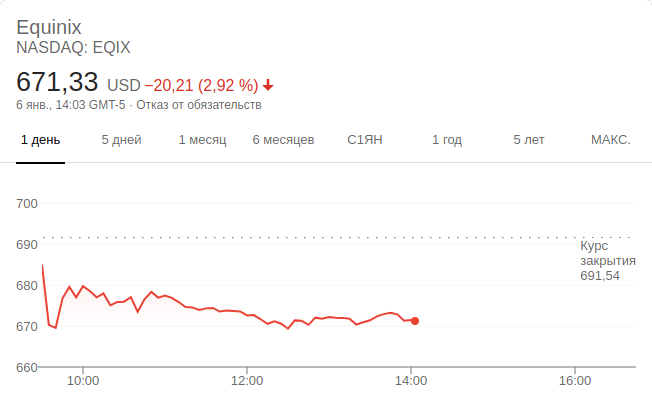 Equinix
NASDAQ: EQIX
671,33 USD −20,21 (2,92 %)
6 янв., 14:03 GMT-5 · Отказ от обязательств
1 день 5 дней 1 месяц 6 месяцев С1ЯН 1 год 5 лет МАКС.
700
690
Курс
закрытия
691,54
680
670
660
10:00 12:00 14:00 16:00